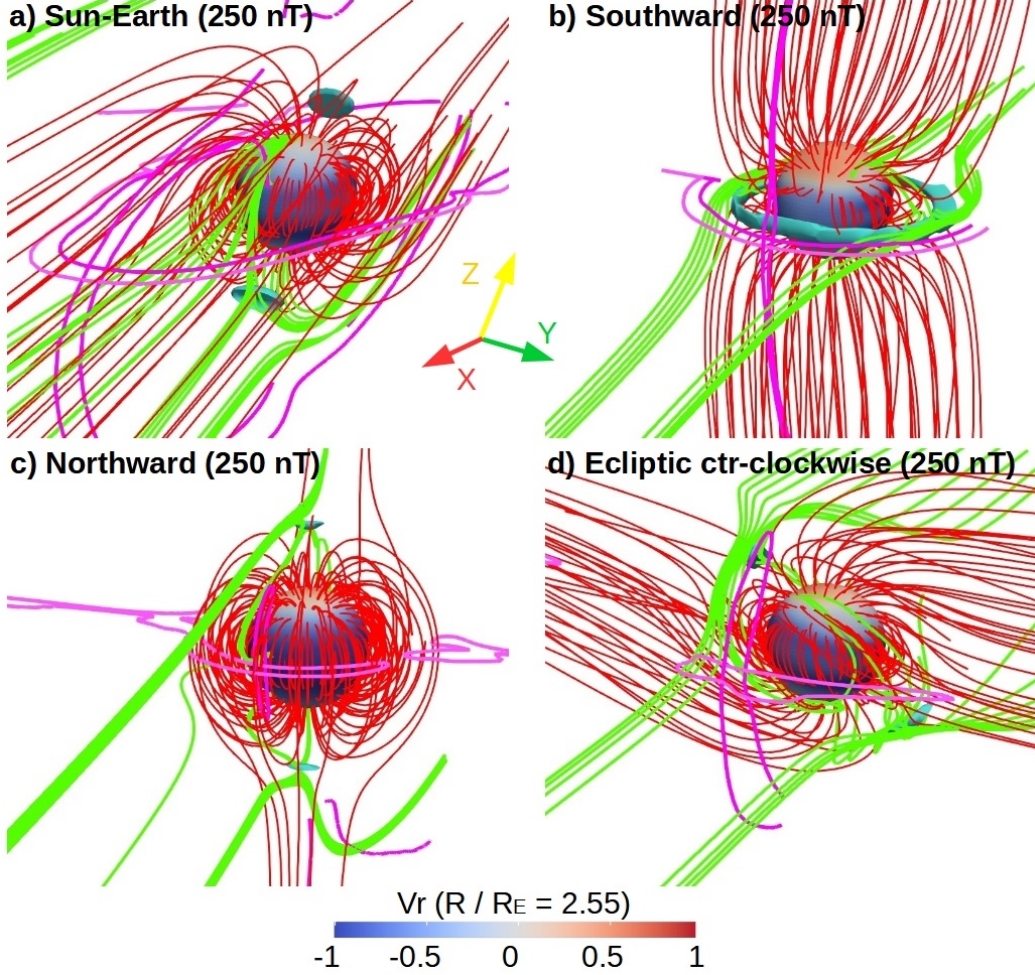 a) Sun-Earth (250 nT)
b) Southward (250 nT)
Z
Y
X
c) Northward (250 nT)
d) Ecliptic ctr-clockwise (250 nT)
Vr (R / RE = 2.55)
-1 -0.5 0 0.5 1